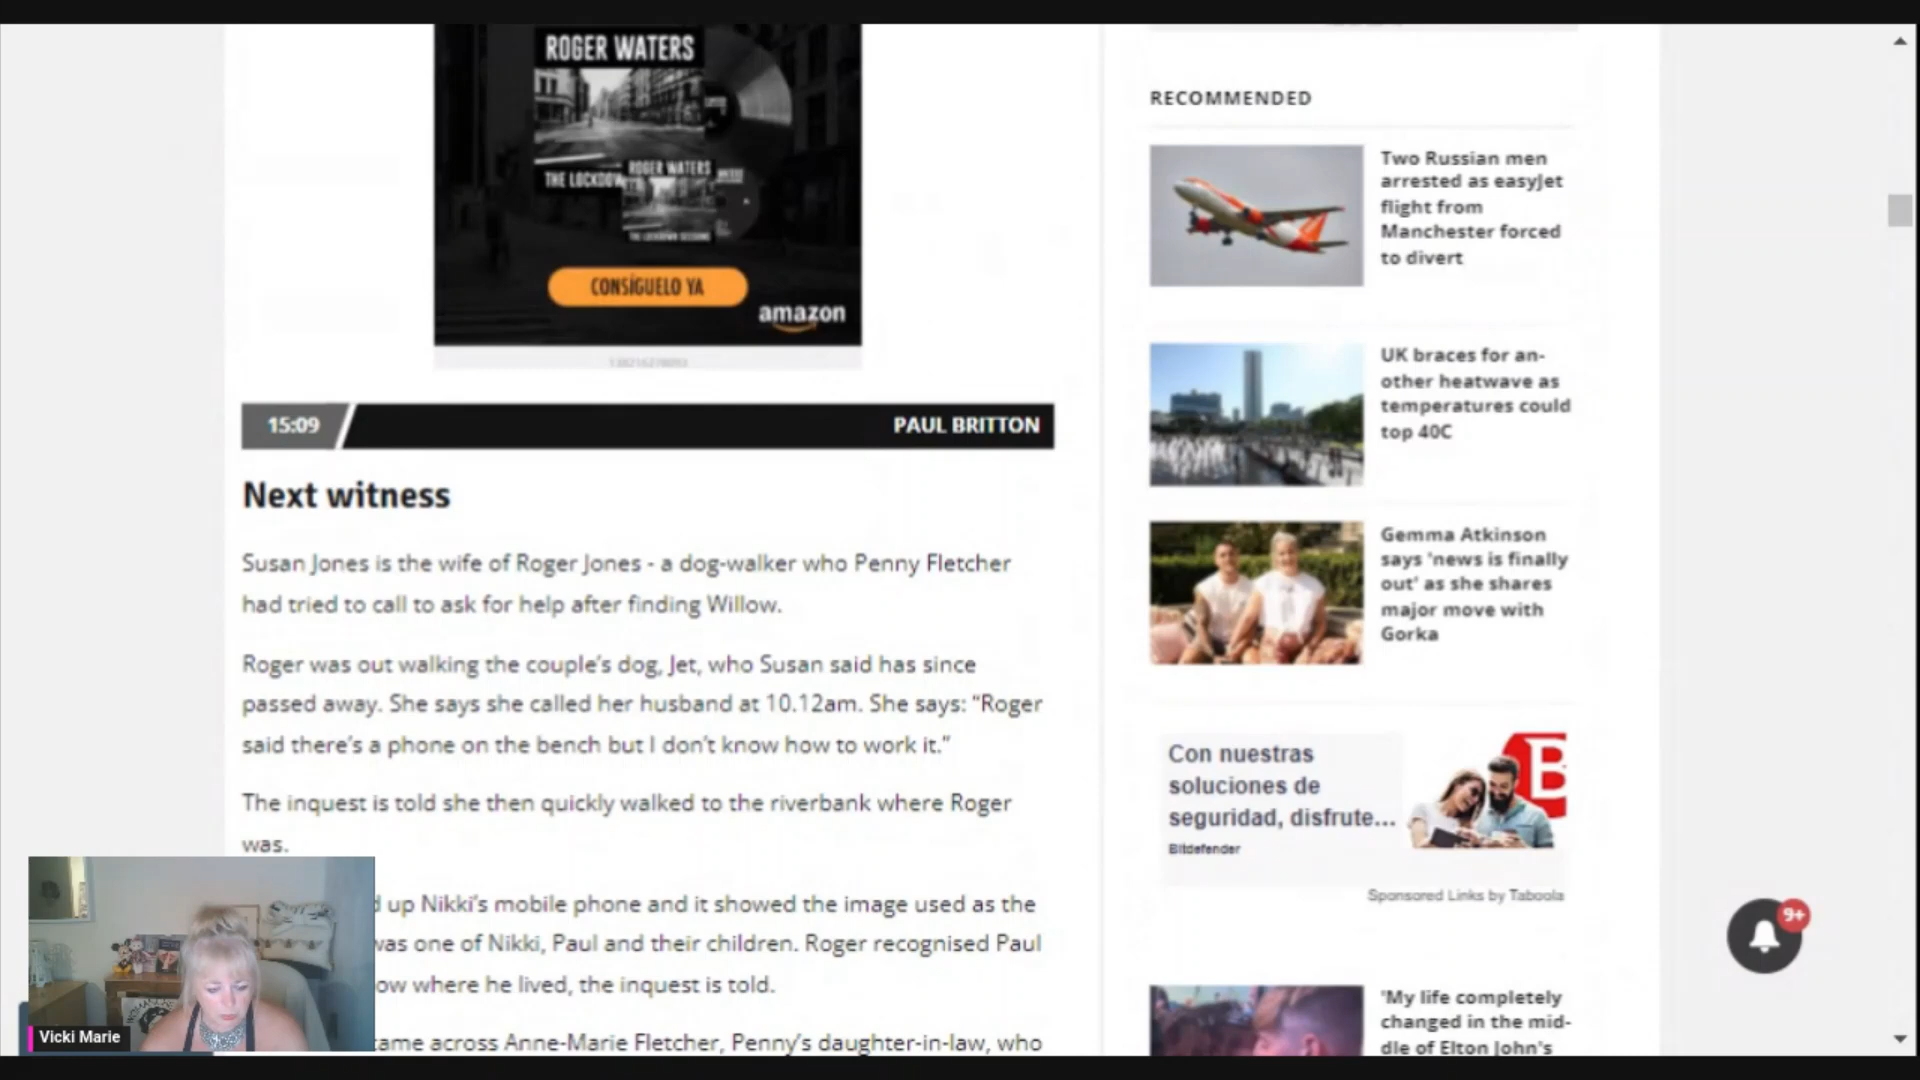 ROGER WATERS
ROGER WATERS
THE LOCKDOW
THE LOCKDOWN SESSIONS
CONSÍGUELO YA
amazon
15:09
PAUL BRITTON
Next witness
Susan Jones is the wife of Roger Jones - a dog-walker who Penny Fletcher
had tried to call to ask for help after finding Willow.
Roger was out walking the couple's dog, Jet, who Susan said has since
passed away. She says she called her husband at 10.12am. She says: “Roger
said there's a phone on the bench but I don't know how to work it.”
The inquest is told she then quickly walked to the riverbank where Roger
was.
d up Nikki's mobile phone and it showed the image used as the
was one of Nikki, Paul and their children. Roger recognised Paul
ow where he lived, the inquest is told.
ame across Anne-Marie Fletcher, Penny's daughter-in-law, who
Vicki Marie
RECOMMENDED
Two Russian men
arrested as easyJet
flight from
Manchester forced
to divert
UK braces for an-
other heatwave as
temperatures could
top 40C
Gemma Atkinson
says 'news is finally
out' as she shares
major move with
Gorka
Con nuestras
soluciones de
seguridad, disfrute...
Bitdefender
B
Sponsored Links by Taboola
9+
'My life completely
changed in the mid-
dle of Elton John's